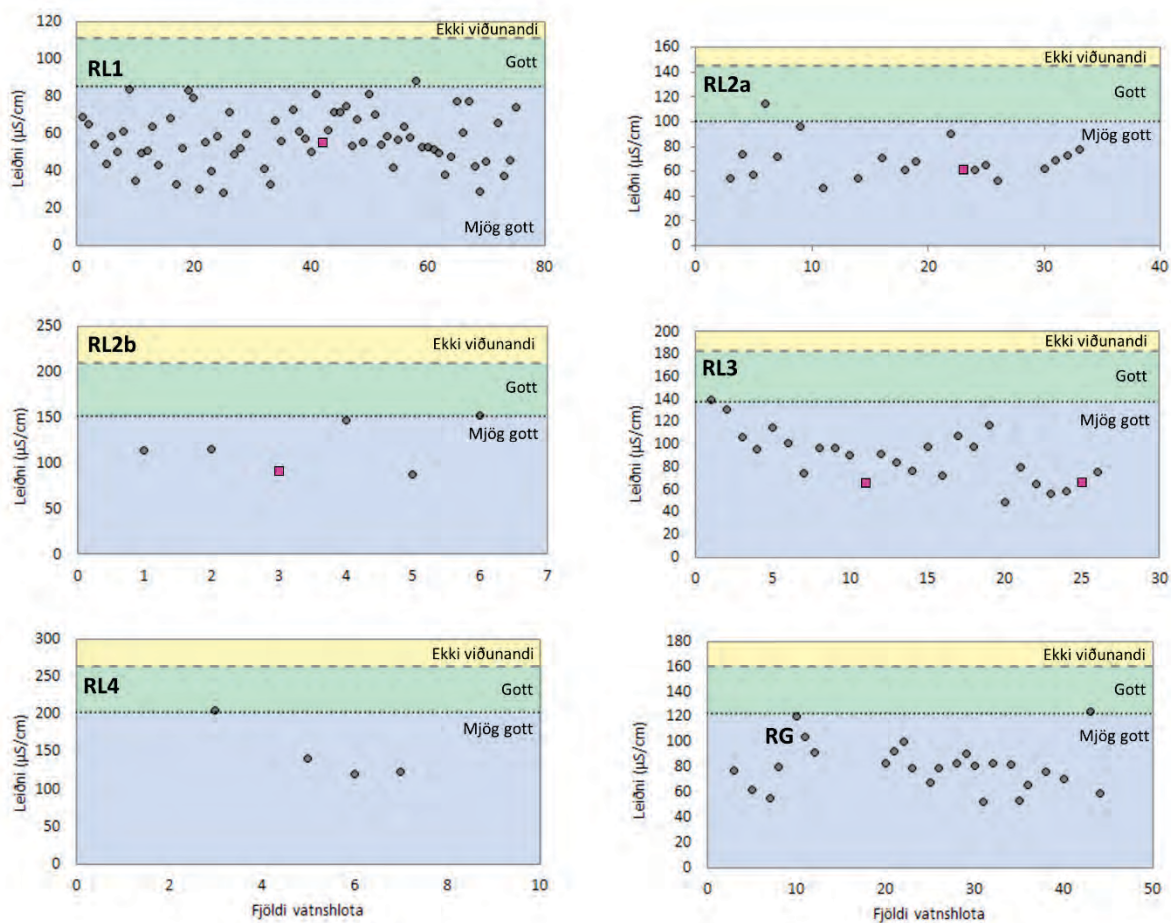 120
100
80
60
40
20
0
Leiðni (µS/cm)
RL1
Ekki viðunandi
Gott
Mjög gott
0 20 40 60 80
160
140
120
100
80
60
40
20
0
Leiðni (µS/cm)
RL2a
Ekki viðunandi
Gott
Mjög gott
0 10 20 30 40
250
200
150
100
50
0
Leiðni (µS/cm)
RL2b
Ekki viðunandi
Gott
Mjög gott
0 1 2 3 4 5 6 7
200
180
160
140
120
100
80
60
40
20
0
Leiðni (µS/cm)
RL3
Ekki viðunandi
Gott
Mjög gott
0 5 10 15 20 25 30
300
250
200
150
100
50
0
Leiðni (µS/cm)
RL4
Ekki viðunandi
Gott
Mjög gott
0 2 4 6 8 10
Fjöldi vatnshlota
180
160
140
120
100
80
60
40
20
0
Leiðni (µS/cm)
RG
Ekki viðunandi
Gott
Mjög gott
0 10 20 30 40 50
Fjöldi vatnshlota